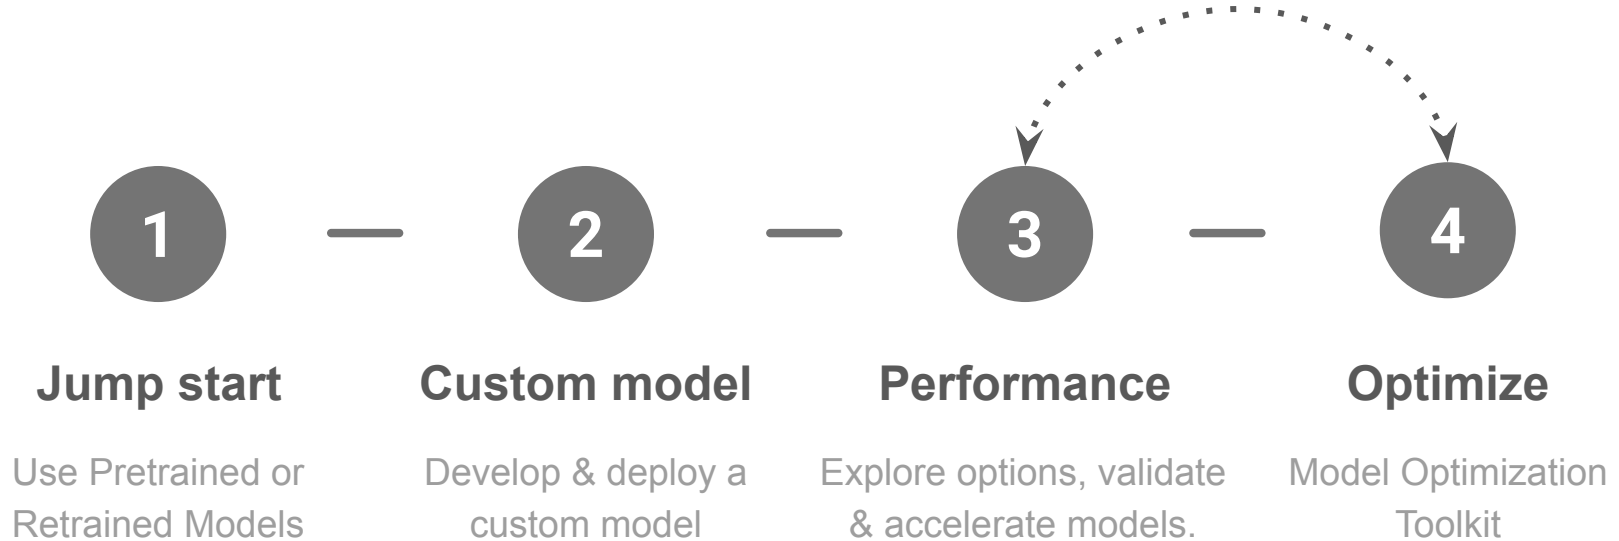 1
2
3
4
Jump start
Custom model
Performance
Optimize
Use Pretrained or
Retrained Models
Develop & deploy a
custom model
Explore options, validate
& accelerate models.
Model Optimization
Toolkit